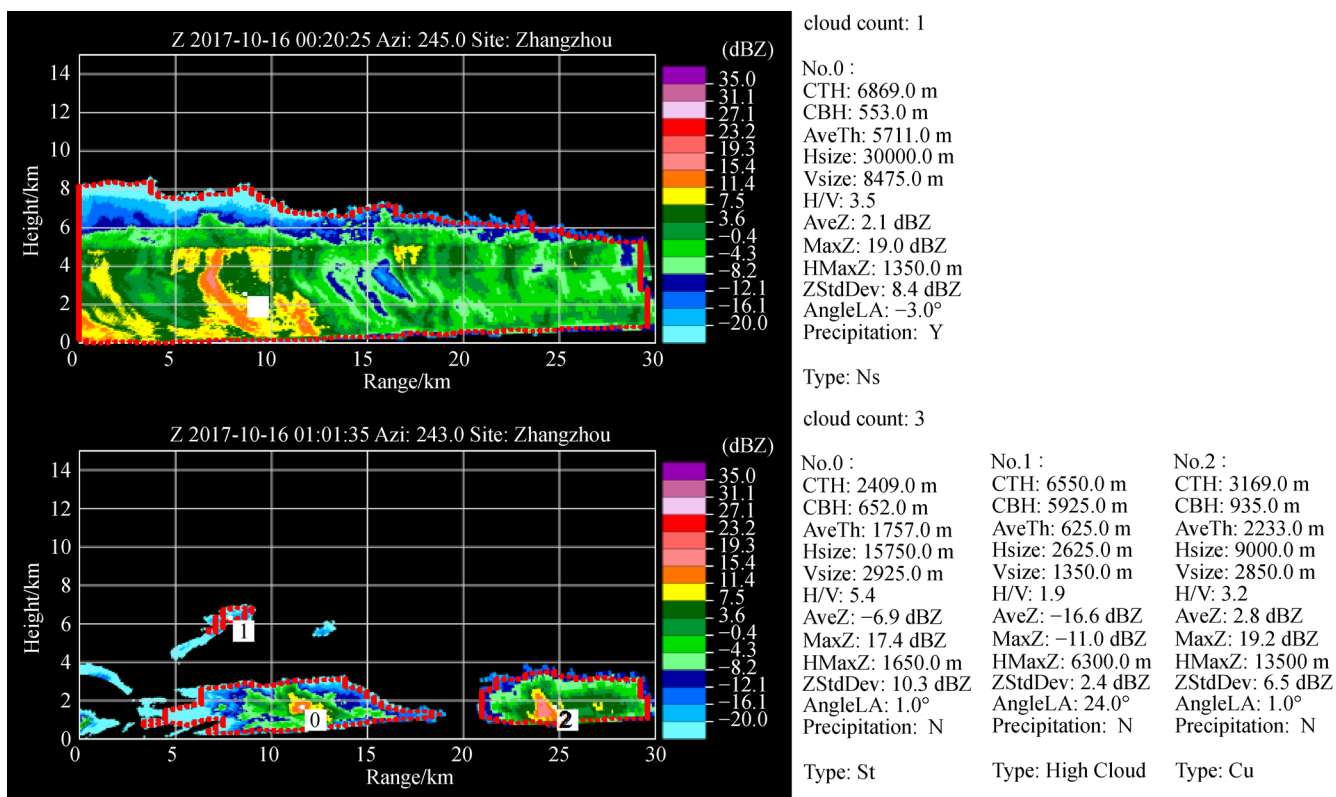 Z 2017-10-16 00:20:25 Azi: 245.0 Site: Zhangzhou
(dBZ)
14
12
10
8
6
4
2
0
Height/km
0 5 10 15 20 25 30
Range/km
35.0
31.1
27.1
23.2
19.3
15.4
11.4
7.5
3.6
−0.4
−4.3
−8.2
−12.1
−16.1
−20.0
cloud count: 1
No.0 :
CTH: 6869.0 m
CBH: 553.0 m
AveTh: 5711.0 m
Hsize: 30000.0 m
Vsize: 8475.0 m
H/V: 3.5
AveZ: 2.1 dBZ
MaxZ: 19.0 dBZ
HMaxZ: 1350.0 m
ZStdDev: 8.4 dBZ
AngleLA: −3.0°
Precipitation: Y
Type: Ns
Z 2017-10-16 01:01:35 Azi: 243.0 Site: Zhangzhou
(dBZ)
14
12
10
8
6
4
2
0
Height/km
0 5 10 15 20 25 30
Range/km
1
0
2
35.0
31.1
27.1
23.2
19.3
15.4
11.4
7.5
3.6
−0.4
−4.3
−8.2
−12.1
−16.1
−20.0
cloud count: 3
No.0 :
CTH: 2409.0 m
CBH: 652.0 m
AveTh: 1757.0 m
Hsize: 15750.0 m
Vsize: 2925.0 m
H/V: 5.4
AveZ: −6.9 dBZ
MaxZ: 17.4 dBZ
HMaxZ: 1650.0 m
ZStdDev: 10.3 dBZ
AngleLA: 1.0°
Precipitation: N
Type: St
No.1 :
CTH: 6550.0 m
CBH: 5925.0 m
AveTh: 625.0 m
Hsize: 2625.0 m
Vsize: 1350.0 m
H/V: 1.9
AveZ: −16.6 dBZ
MaxZ: −11.0 dBZ
HMaxZ: 6300.0 m
ZStdDev: 2.4 dBZ
AngleLA: 24.0°
Precipitation: N
Type: High Cloud
No.2 :
CTH: 3169.0 m
CBH: 935.0 m
AveTh: 2233.0 m
Hsize: 9000.0 m
Vsize: 2850.0 m
H/V: 3.2
AveZ: 2.8 dBZ
MaxZ: 19.2 dBZ
HMaxZ: 13500 m
ZStdDev: 6.5 dBZ
AngleLA: 1.0°
Precipitation: N
Type: Cu